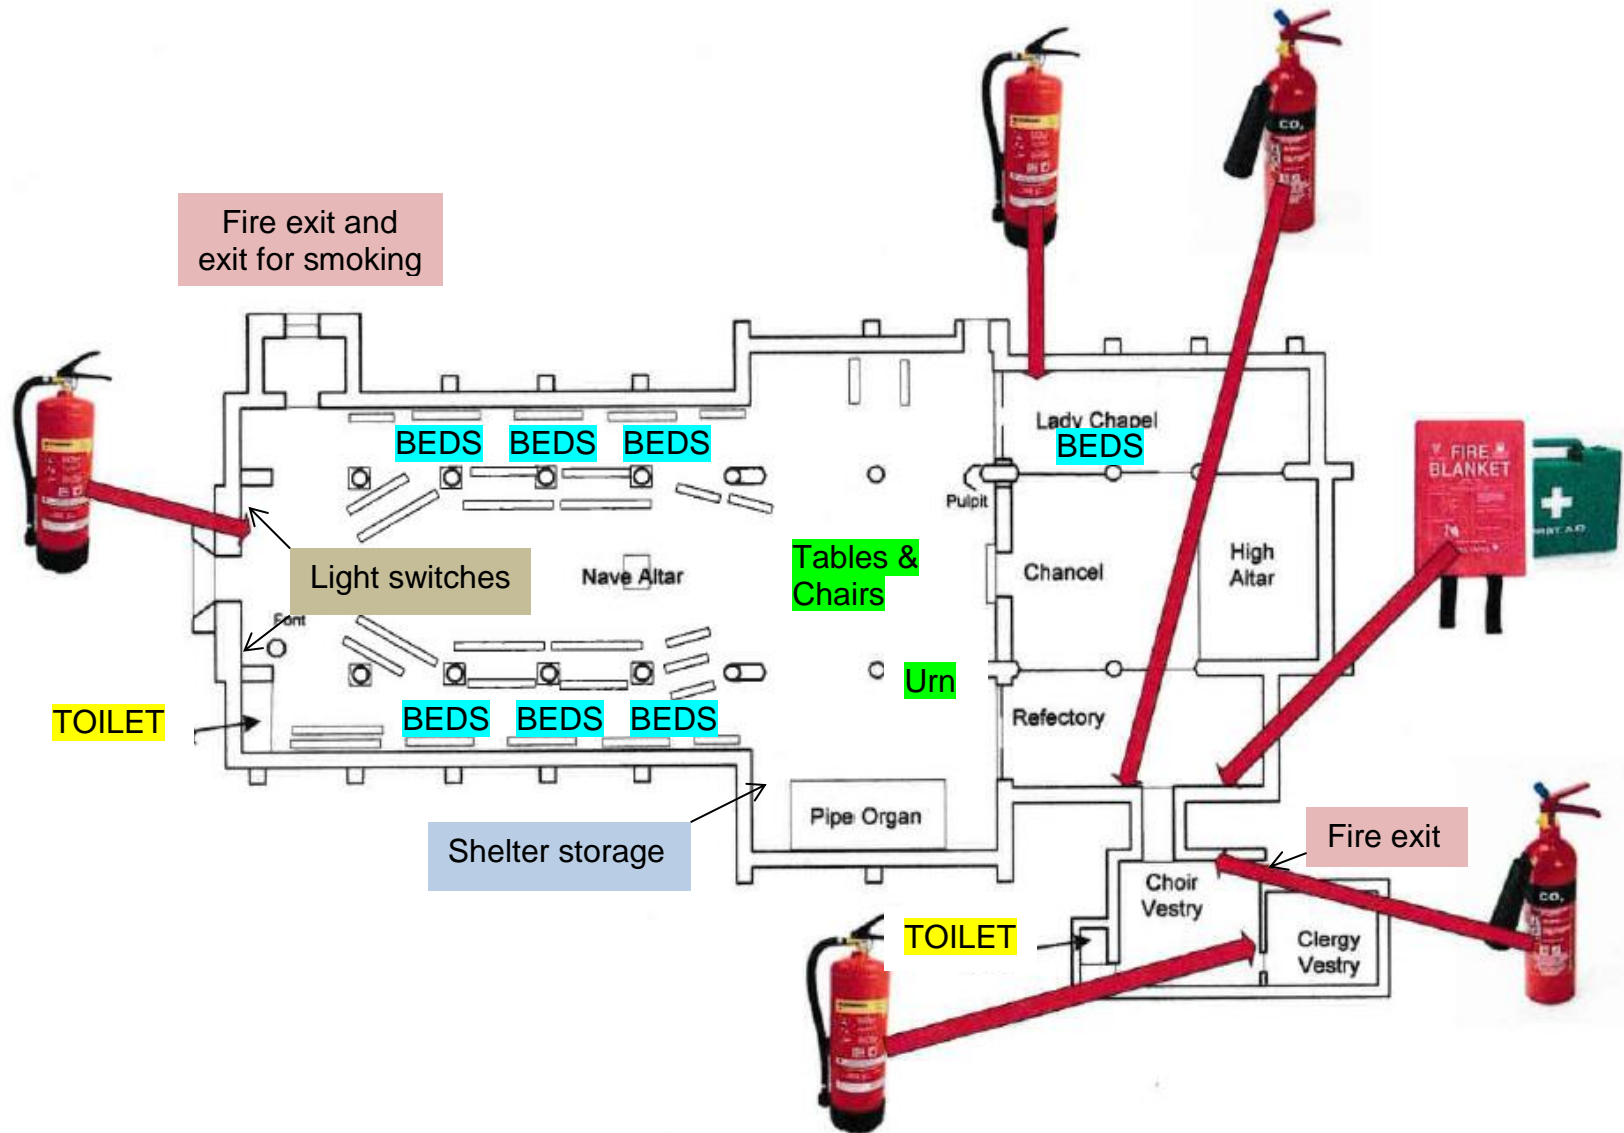 CO₂
Fire exit and
exit for smoking
Lady Chapel
BEDS BEDS BEDS
BEDS
FIRE
BLANKET
Pulpit
Tables &
Chairs
Light switches
Nave Altar
Chancel
High
Altar
Font
Urn
TOILET
BEDS BEDS BEDS
Refectory
Pipe Organ
Shelter storage
Fire exit
Choir
Vestry
CO₂
TOILET
Clergy
Vestry